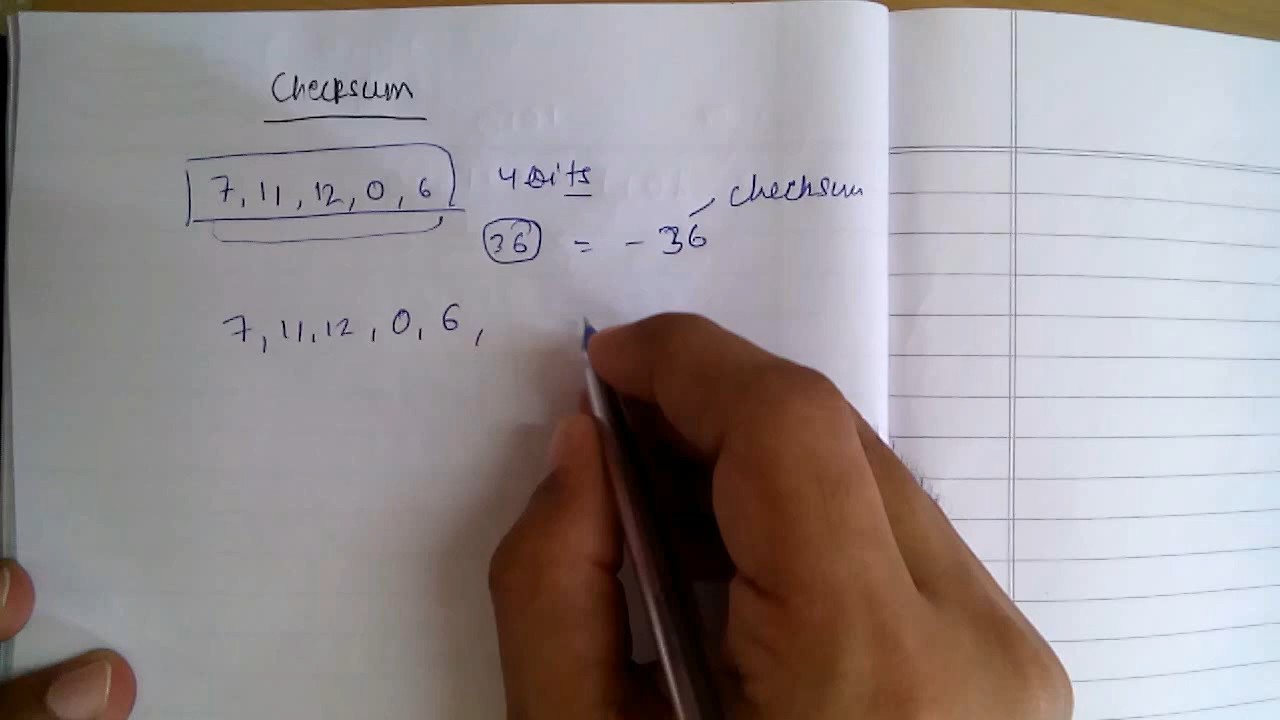 Checksum
7, 11, 12, 0, 6 4 bits
36 = - 36 checksum
7, 11, 12, 0, 6,